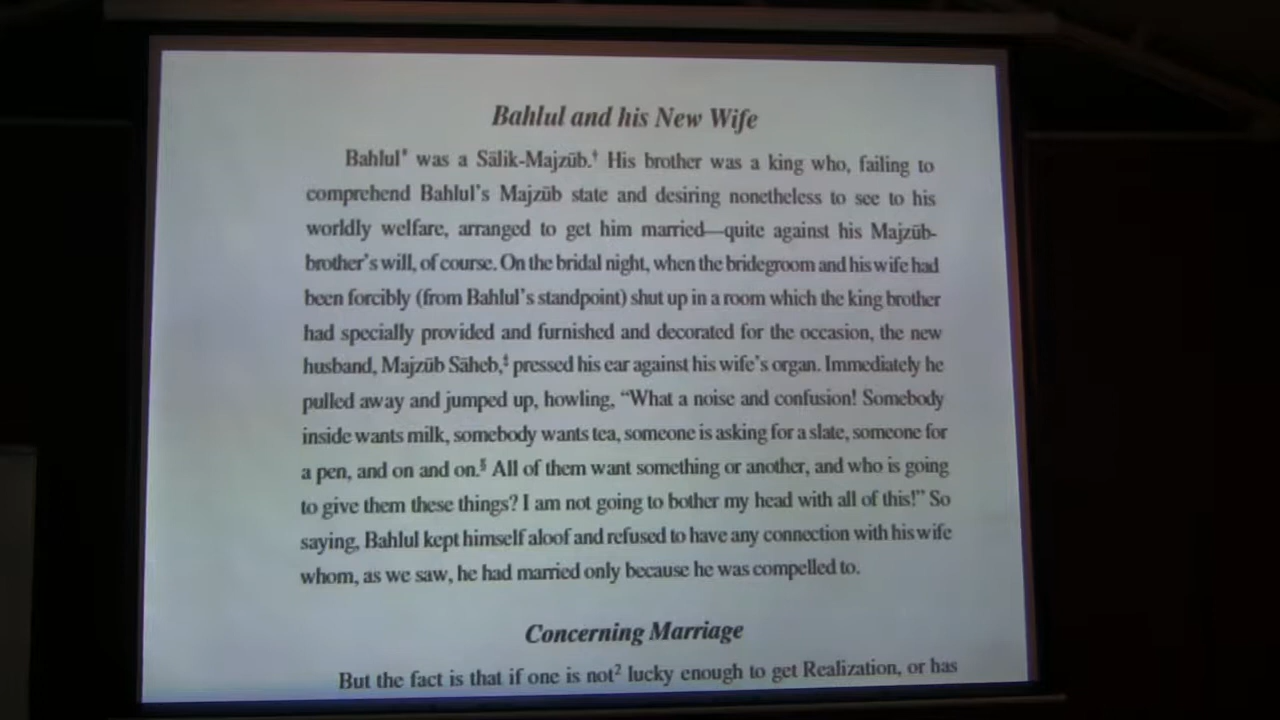 Bahlul and his New Wife
Bahlul* was a Sālik-Majzūb.† His brother was a king who, failing to
comprehend Bahlul's Majzūb state and desiring nonetheless to see to his
worldly welfare, arranged to get him married—quite against his Majzūb-
brother's will, of course. On the bridal night, when the bridegroom and his wife had
been forcibly (from Bahlul's standpoint) shut up in a room which the king brother
had specially provided and furnished and decorated for the occasion, the new
husband, Majzūb Sāheb,‡ pressed his ear against his wife's organ. Immediately he
pulled away and jumped up, howling, “What a noise and confusion! Somebody
inside wants milk, somebody wants tea, someone is asking for a slate, someone for
a pen, and on and on.§ All of them want something or another, and who is going
to give them these things? I am not going to bother my head with all of this!” So
saying, Bahlul kept himself aloof and refused to have any connection with his wife
whom, as we saw, he had married only because he was compelled to.
Concerning Marriage
But the fact is that if one is not² lucky enough to get Realization, or has